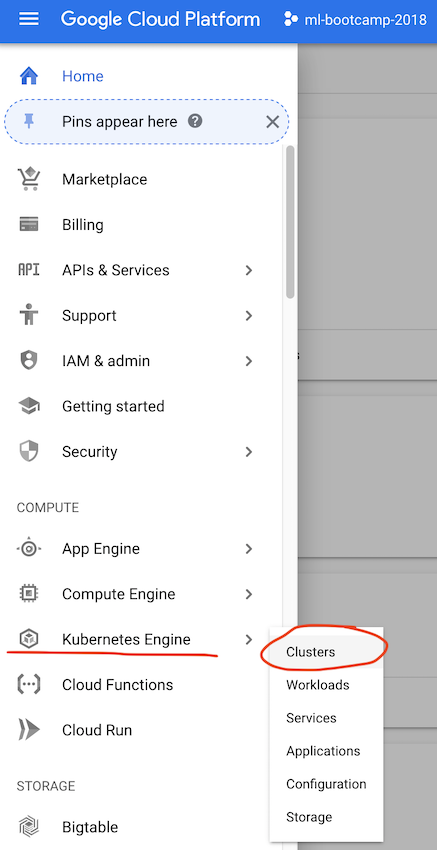 Google Cloud Platform ml-bootcamp-2018
Home
Pins appear here ?
Marketplace
Billing
API APIs & Services
Support
IAM & admin
Getting started
Security
COMPUTE
App Engine
Compute Engine
Kubernetes Engine
Clusters
Workloads
Services
Applications
Configuration
Storage
Cloud Functions
Cloud Run
STORAGE
Bigtable